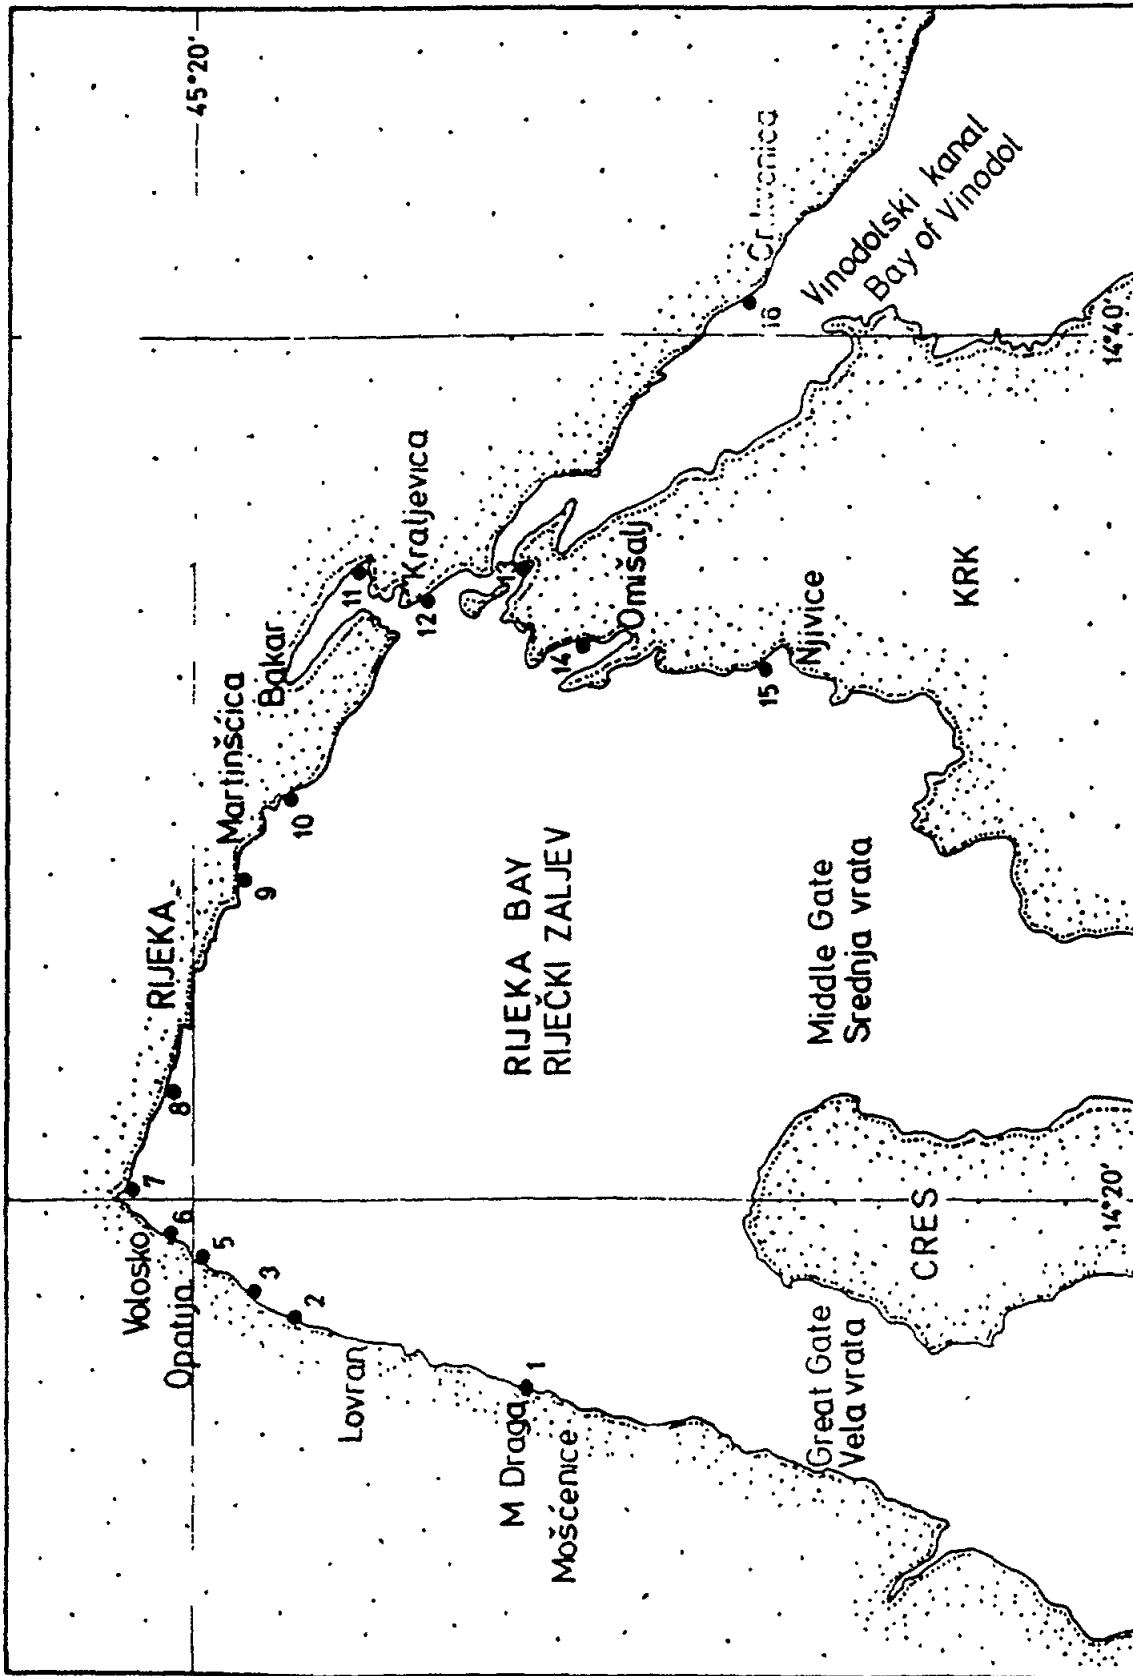 45°20'
RIJEKA
Martinšćica
Bakar
Kraljevica
Volosko
Opatija
Lovran
M Draga
Mošćenice
RIJEKA BAY
RIJEČKI ZALJEV
Omišalj
Njivice
KRK
Vinodolski kanal
Bay of Vinodol
Middle Gate
Srednja vrata
Great Gate
Vela vrata
CRES
14°20'
14°40'
1
2
3
5
6
7
8
9
10
11
12
13
14
15
16